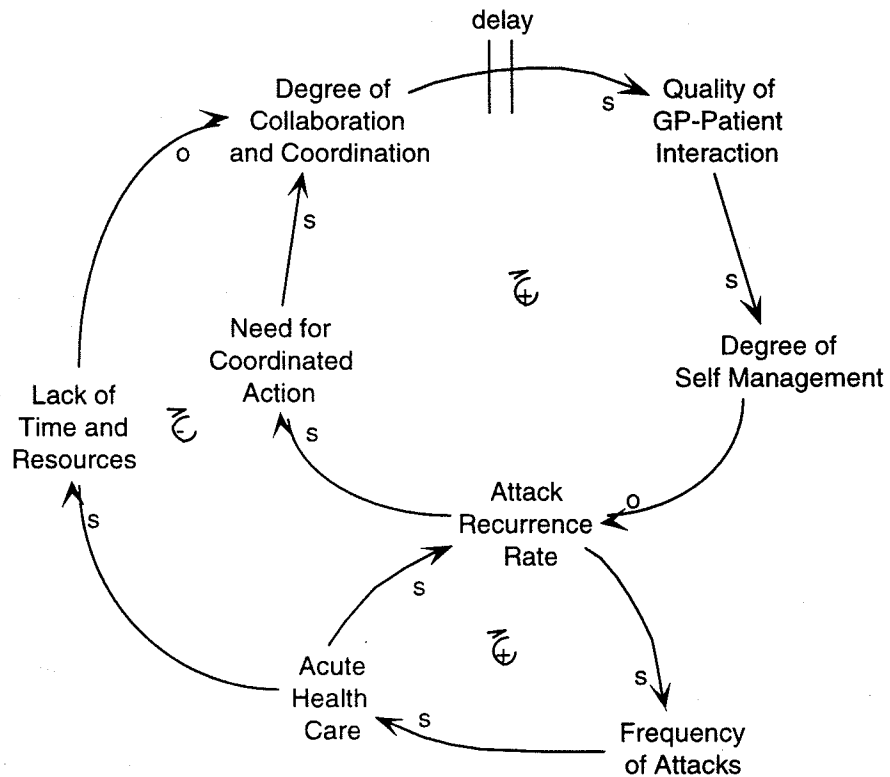 delay
Degree of
Collaboration
and Coordination
s
Quality of
GP-Patient
Interaction
o
s
s
Need for
Coordinated
Action
+
Degree of
Self Management
Lack of
Time and
Resources
-
s
s
Attack
Recurrence
Rate
o
s
+
s
Acute
Health
Care
s
Frequency
of Attacks